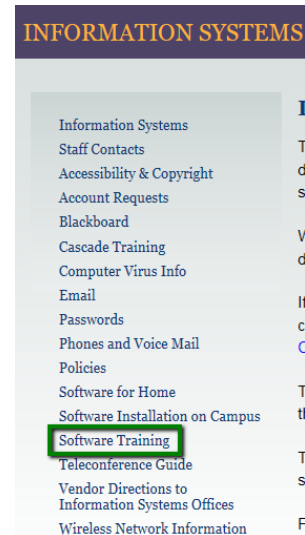 INFORMATION SYSTEMS
Information Systems
Staff Contacts
Accessibility & Copyright
Account Requests
Blackboard
Cascade Training
Computer Virus Info
Email
Passwords
Phones and Voice Mail
Policies
Software for Home
Software Installation on Campus
Software Training
Teleconference Guide
Vendor Directions to
Information Systems Offices
Wireless Network Information